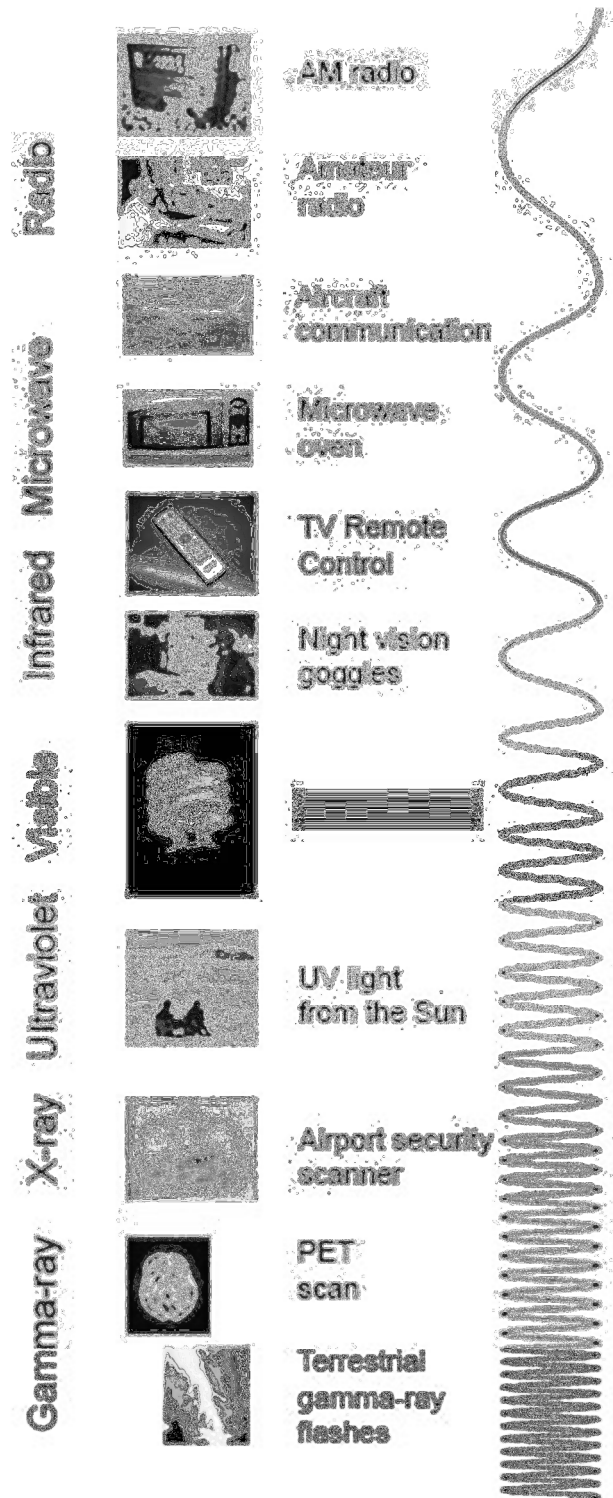 Radio
AM radio
Amateur
radio
Aircraft
communication
Microwave
Microwave
oven
Infrared
TV Remote
Control
Night vision
goggles
Visible
Ultraviolet
UV light
from the Sun
X-ray
Airport security
scanner
Gamma-ray
PET
scan
Terrestrial
gamma-ray
flashes